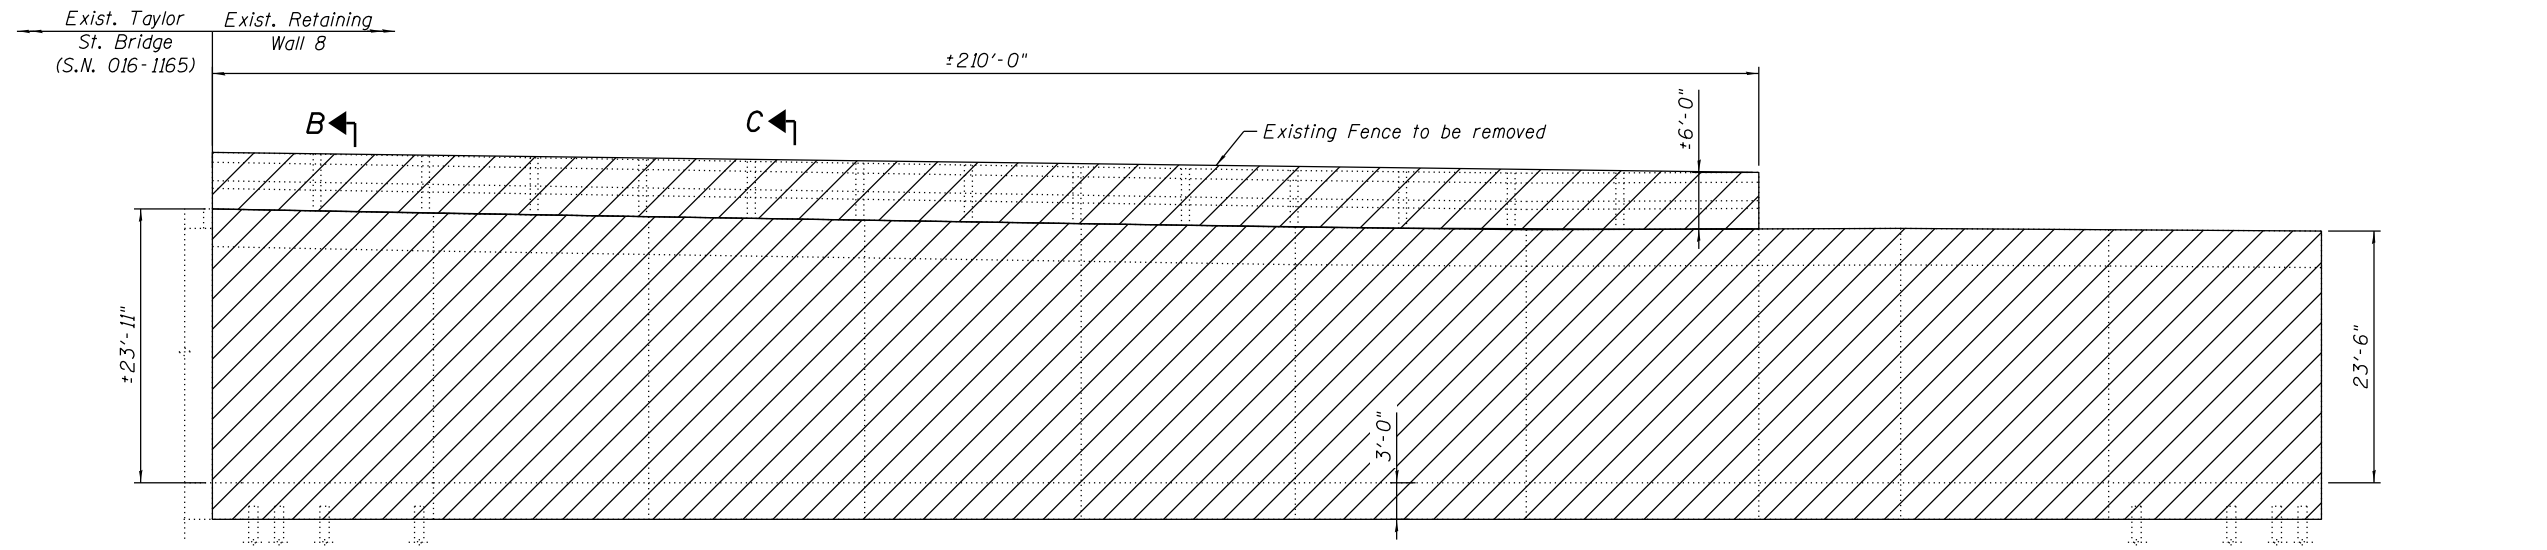 Exist. Taylor
St. Bridge
(S.N. 016-1165)
Exist. Retaining
Wall 8
±210'-0"
B
C
Existing Fence to be removed
±6'-0"
±23'-11"
3'-0"
23'-6"